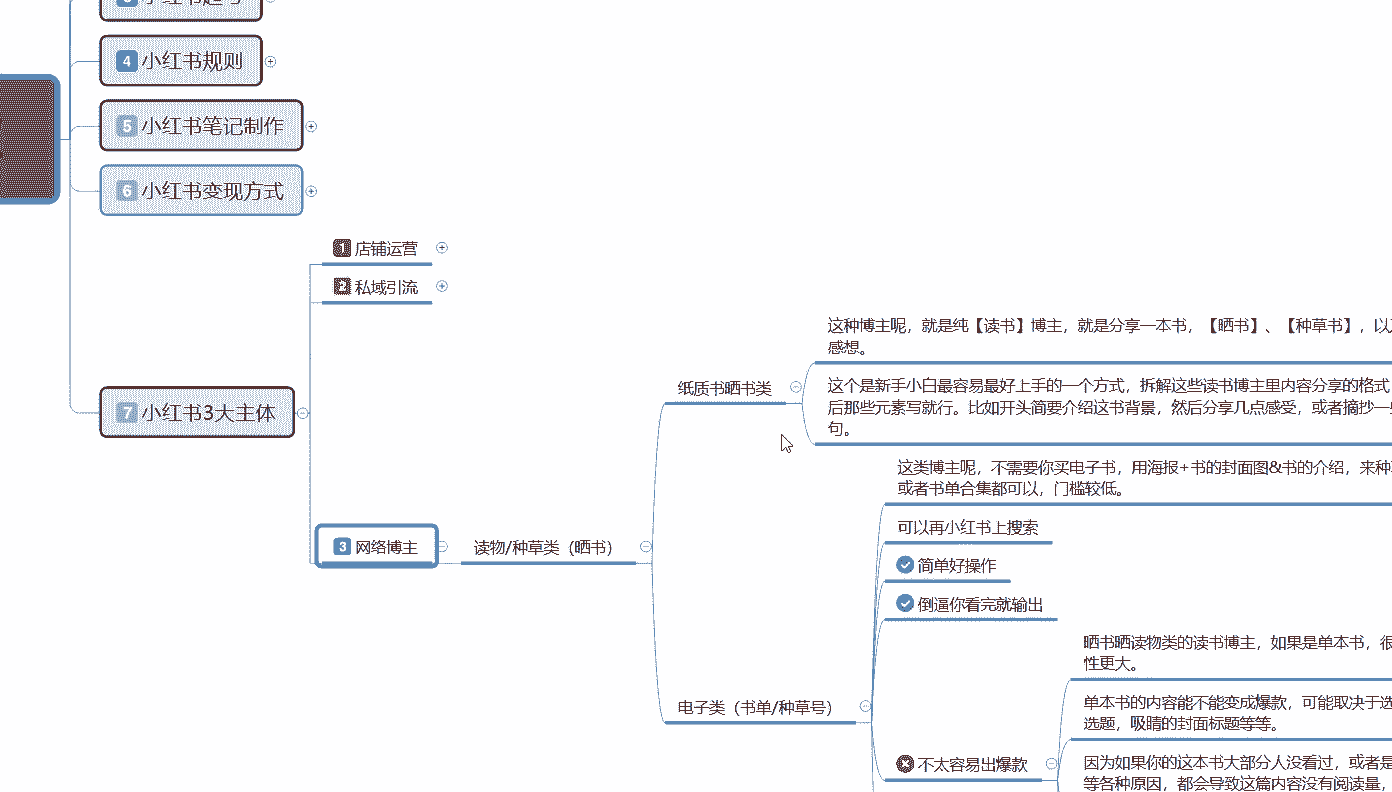 4 小红书规则
5 小红书笔记制作
6 小红书变现方式
1 店铺运营
2 私域引流
这种博主呢，就是纯【读书】博主，就是分享一本书，【晒书】、【种草书】，以
感想。
纸质书晒书类
这个是新手小白最容易最好上手的一个方式，拆解这些读书博主里内容分享的格式
后那些元素写就行。比如开头简要介绍这书背景，然后分享几点感受，或者摘抄一些
句。
7 小红书3大主体
这类博主呢，不需要你买电子书，用海报+书的封面图&书的介绍，来种
或者书单合集都可以，门槛较低。
可以再小红书上搜索
3 网络博主
读物/种草类（晒书）
简单好操作
倒逼你看完就输出
晒书晒读物类的读书博主，如果是单本书，很
性更大。
电子类（书单/种草号）
单本书的内容能不能变成爆款，可能取决于选
选题，吸睛的封面标题等等。
不太容易出爆款
因为如果你的这本书大部分人没看过，或者是
等各种原因，都会导致这篇内容没有阅读量，